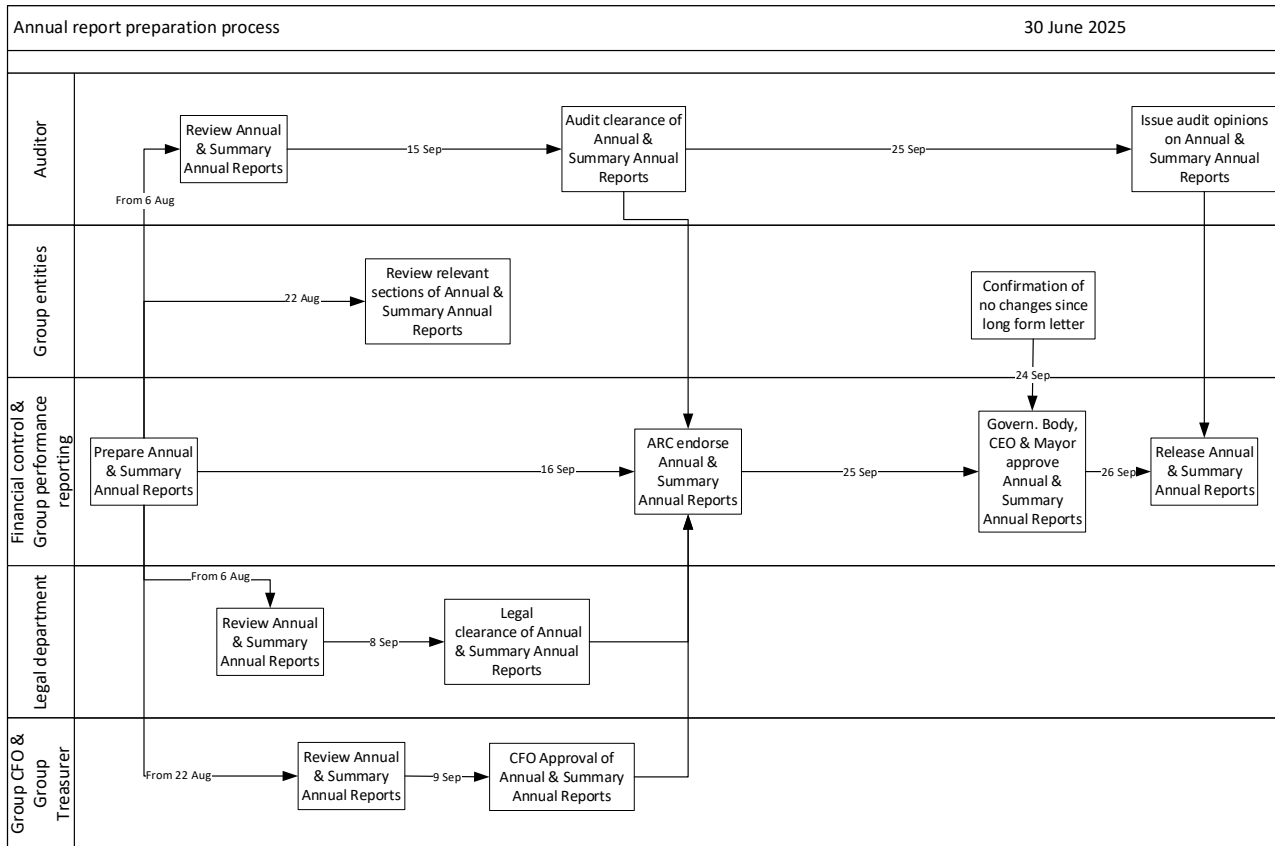 Annual report preparation process
30 June 2025
Auditor
Review Annual
& Summary
Annual Reports
15 Sep
Audit clearance of
Annual &
Summary Annual
Reports
25 Sep
Issue audit opinions
on Annual &
Summary Annual
Reports
From 6 Aug
Group entities
22 Aug
Review relevant
sections of Annual &
Summary Annual
Reports
Confirmation of
no changes since
long form letter
24 Sep
Financial control &
Group performance
reporting
Prepare Annual
& Summary
Annual Reports
16 Sep
ARC endorse
Annual &
Summary
Annual Reports
25 Sep
Govern. Body,
CEO & Mayor
approve
Annual &
Summary
Annual Reports
26 Sep
Release Annual
& Summary
Annual Reports
Legal department
From 6 Aug
Review Annual
& Summary
Annual Reports
8 Sep
Legal
clearance of Annual
& Summary Annual
Reports
Group CFO &
Group
Treasurer
From 22 Aug
Review Annual
& Summary
Annual Reports
9 Sep
CFO Approval of
Annual & Summary
Annual Reports